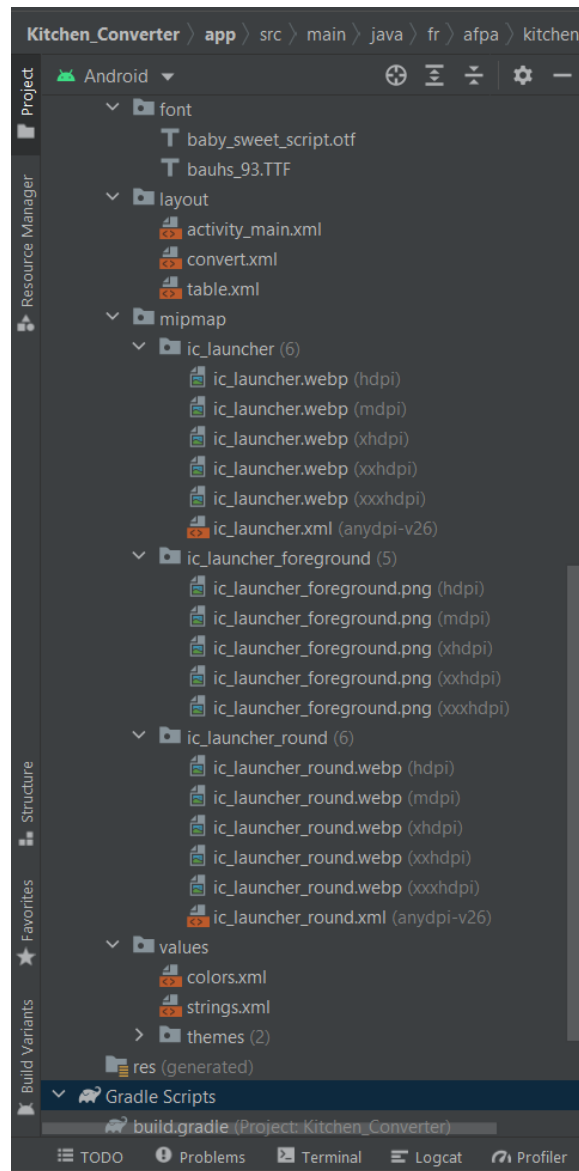 Kitchen_Converter 〉 app 〉 src 〉 main 〉 java 〉 fr 〉 afpa 〉 kitchen
Project
Resource Manager
Structure
Favorites
Build Variants
Android
font
baby_sweet_script.otf
bauhs_93.TTF
layout
activity_main.xml
convert.xml
table.xml
mipmap
ic_launcher (6)
ic_launcher.webp (hdpi)
ic_launcher.webp (mdpi)
ic_launcher.webp (xhdpi)
ic_launcher.webp (xxhdpi)
ic_launcher.webp (xxxhdpi)
ic_launcher.xml (anydpi-v26)
ic_launcher_foreground (5)
ic_launcher_foreground.png (hdpi)
ic_launcher_foreground.png (mdpi)
ic_launcher_foreground.png (xhdpi)
ic_launcher_foreground.png (xxhdpi)
ic_launcher_foreground.png (xxxhdpi)
ic_launcher_round (6)
ic_launcher_round.webp (hdpi)
ic_launcher_round.webp (mdpi)
ic_launcher_round.webp (xhdpi)
ic_launcher_round.webp (xxhdpi)
ic_launcher_round.webp (xxxhdpi)
ic_launcher_round.xml (anydpi-v26)
values
colors.xml
strings.xml
themes (2)
res (generated)
Gradle Scripts
build.gradle (Project: Kitchen_Converter)
TODO Problems Terminal Logcat Profiler